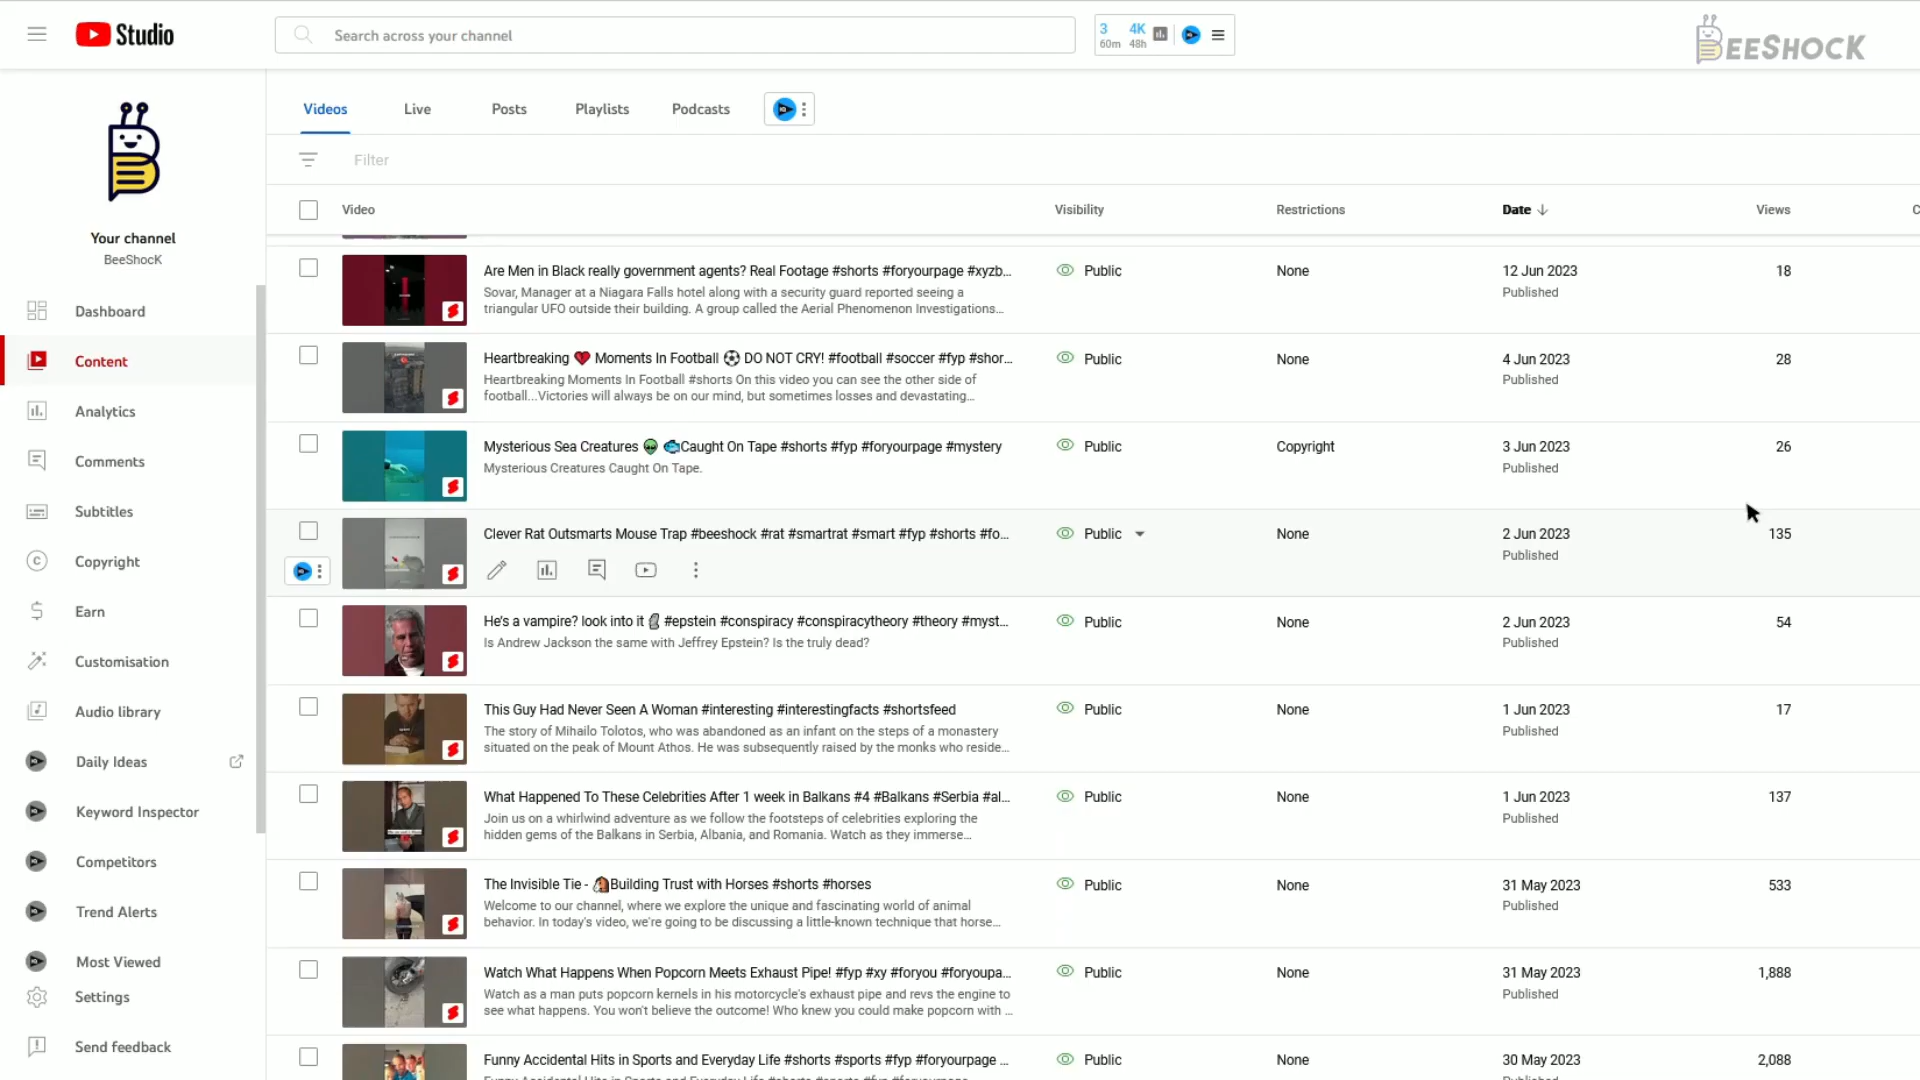 Studio
Search across your channel
3 4K
60m 48h
BEESHOCK
Videos Live Posts Playlists Podcasts
Filter
Video Visibility Restrictions Date Views C
Your channel
BeeShocK
Dashboard
Content
Analytics
Comments
Subtitles
Copyright
Earn
Customisation
Audio library
Daily Ideas
Keyword Inspector
Competitors
Trend Alerts
Most Viewed
Settings
Send feedback
Are Men in Black really government agents? Real Footage #shorts #foryourpage #xyzb... Public None 12 Jun 2023 18
Sovar, Manager at a Niagara Falls hotel along with a security guard reported seeing a Published
triangular UFO outside their building. A group called the Aerial Phenomenon Investigations...
Heartbreaking 💔 Moments In Football ⚽ DO NOT CRY! #football #soccer #fyp #shor... Public None 4 Jun 2023 28
Heartbreaking Moments In Football #shorts On this video you can see the other side of Published
football...Victories will always be on our mind, but sometimes losses and devastating...
Mysterious Sea Creatures 👽 🐟Caught On Tape #shorts #fyp #foryourpage #mystery Public Copyright 3 Jun 2023 26
Mysterious Creatures Caught On Tape. Published
Clever Rat Outsmarts Mouse Trap #beeshock #rat #smartrat #smart #fyp #shorts #fo... Public None 2 Jun 2023 135
Published
He's a vampire? look into it #epstein #conspiracy #conspiracytheory #theory #myst... Public None 2 Jun 2023 54
Is Andrew Jackson the same with Jeffrey Epstein? Is the truly dead? Published
This Guy Had Never Seen A Woman #interesting #interestingfacts #shortsfeed Public None 1 Jun 2023 17
The story of Mihailo Tolotos, who was abandoned as an infant on the steps of a monastery Published
situated on the peak of Mount Athos. He was subsequently raised by the monks who reside...
What Happened To These Celebrities After 1 week in Balkans #4 #Balkans #Serbia #al... Public None 1 Jun 2023 137
Join us on a whirlwind adventure as we follow the footsteps of celebrities exploring the Published
hidden gems of the Balkans in Serbia, Albania, and Romania. Watch as they immerse...
The Invisible Tie - 🐴Building Trust with Horses #shorts #horses Public None 31 May 2023 533
Welcome to our channel, where we explore the unique and fascinating world of animal Published
behavior. In today's video, we're going to be discussing a little-known technique that horse...
Watch What Happens When Popcorn Meets Exhaust Pipe! #fyp #xy #foryou #foryoupa... Public None 31 May 2023 1,888
Watch as a man puts popcorn kernels in his motorcycle's exhaust pipe and revs the engine to Published
see what happens. You won't believe the outcome! Who knew you could make popcorn with ...
Funny Accidental Hits in Sports and Everyday Life #shorts #sports #fyp #foryourpage ... Public None 30 May 2023 2,088
Funny Accidental Hits in Sports and Everyday Life #shorts #sports #fyp #foryourpage Published